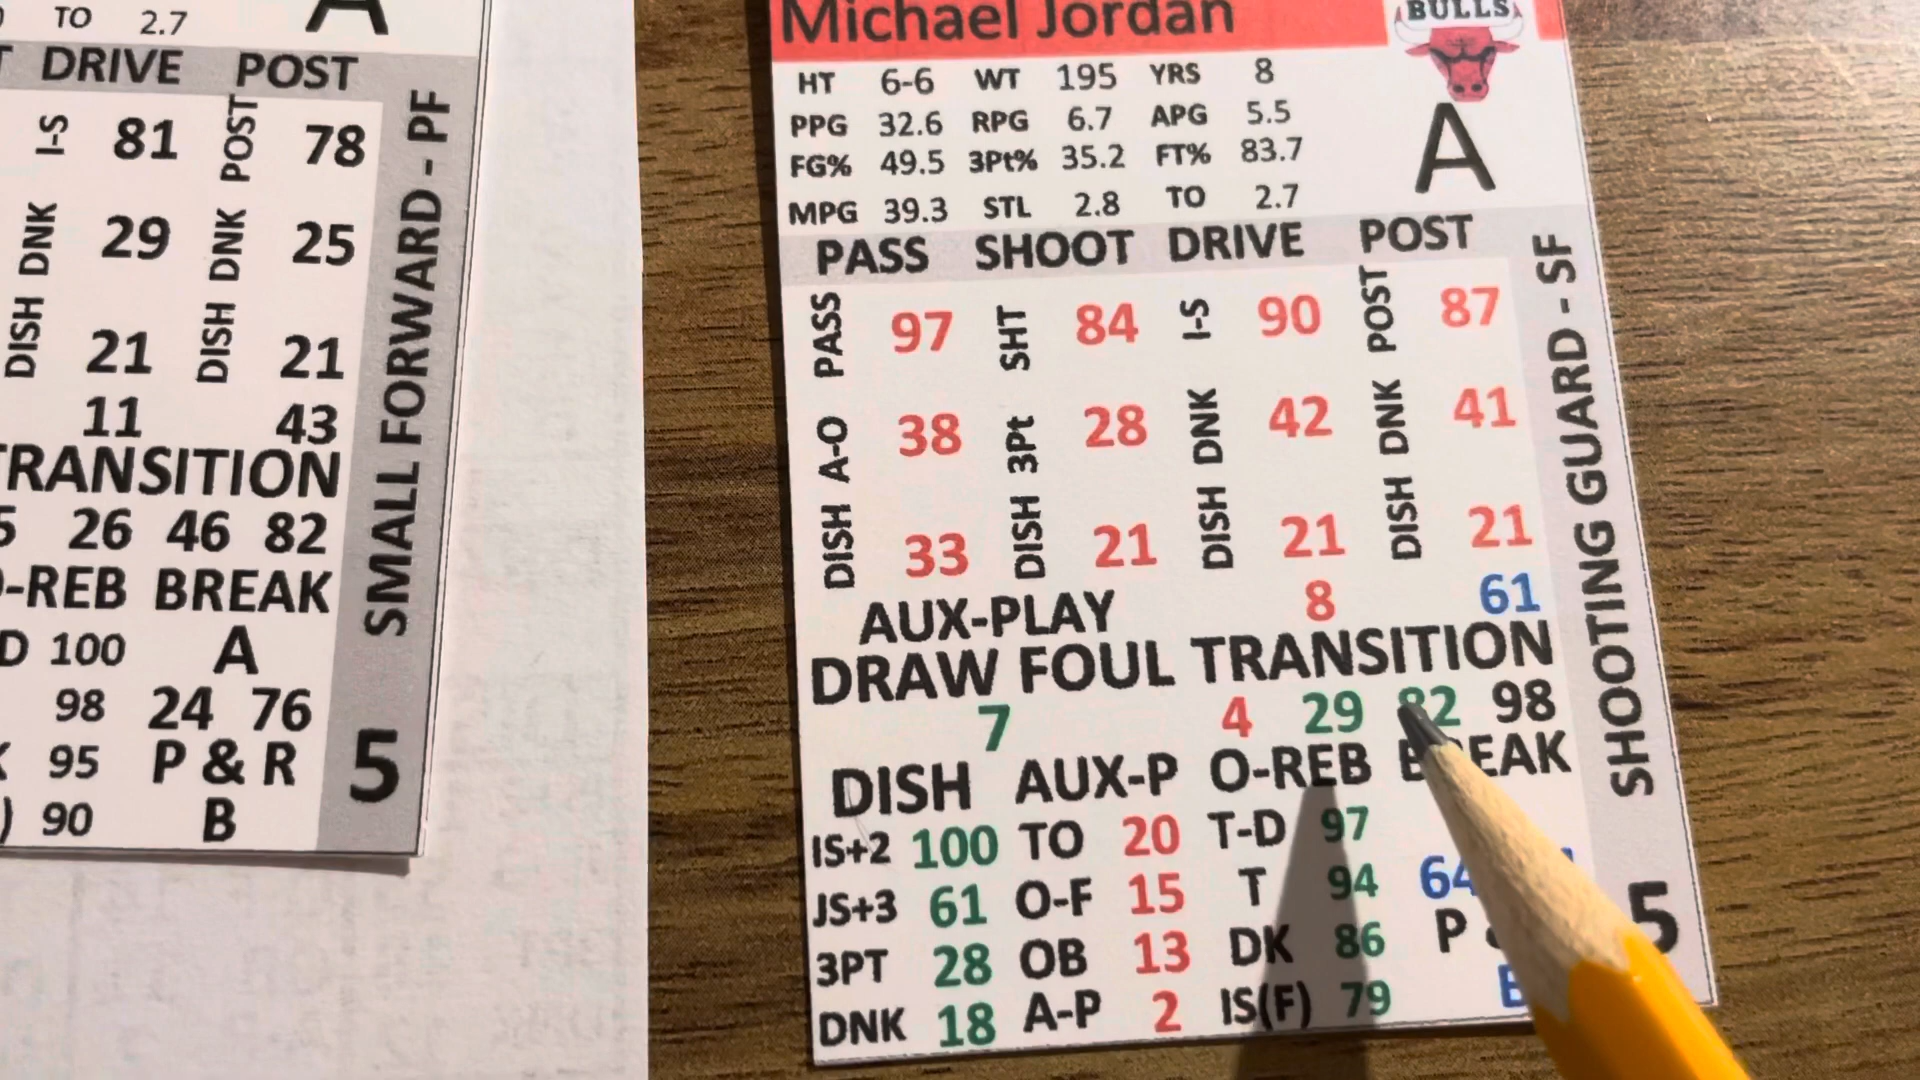 TO 2.7
A
DRIVE POST
I-S 81 POST 78
DNK 29 DNK 25
DISH 21 DISH 21
11 43
TRANSITION
26 46 82
-REB BREAK
D 100 A
98 24 76
95 P & R
) 90 B
SMALL FORWARD - PF
5
Michael Jordan
BULLS
HT 6-6 WT 195 YRS 8
PPG 32.6 RPG 6.7 APG 5.5
FG% 49.5 3Pt% 35.2 FT% 83.7
MPG 39.3 STL 2.8 TO 2.7
A
PASS SHOOT DRIVE POST
PASS 97 SHT 84 I-S 90 POST 87
A-O 38 3Pt 28 DNK 42 DNK 41
DISH 33 DISH 21 DISH 21 DISH 21
AUX-PLAY 8 61
DRAW FOUL TRANSITION
7 4 29 82 98
DISH AUX-P O-REB BREAK
IS+2 100 TO 20 T-D 97
JS+3 61 O-F 15 T 94 64
3PT 28 OB 13 DK 86 P
DNK 18 A-P 2 IS(F) 79
SHOOTING GUARD - SF
5